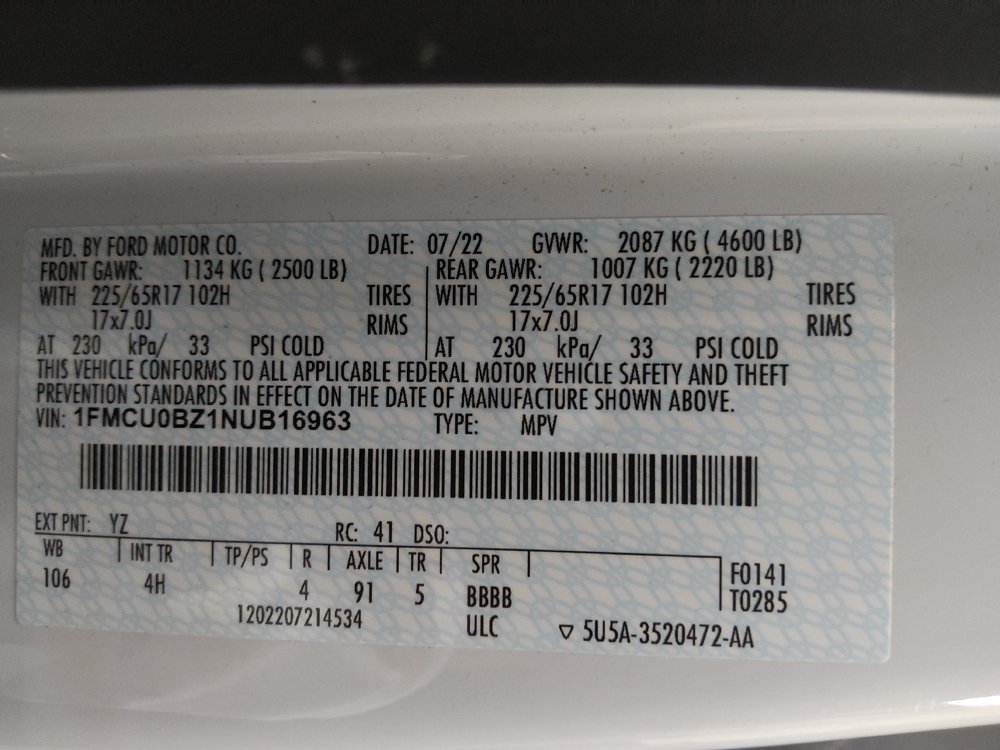 MFD. BY FORD MOTOR CO. DATE: 07/22 GVWR: 2087 KG ( 4600 LB)
FRONT GAWR: 1134 KG ( 2500 LB) REAR GAWR: 1007 KG ( 2220 LB)
WITH 225/65R17 102H TIRES WITH 225/65R17 102H TIRES
17x7.0J RIMS 17x7.0J RIMS
AT 230 kPa/ 33 PSI COLD AT 230 kPa/ 33 PSI COLD
THIS VEHICLE CONFORMS TO ALL APPLICABLE FEDERAL MOTOR VEHICLE SAFETY AND THEFT
PREVENTION STANDARDS IN EFFECT ON THE DATE OF MANUFACTURE SHOWN ABOVE.
VIN: 1FMCU0BZ1NUB16963 TYPE: MPV
EXT PNT: YZ RC: 41 DSO:
WB INT TR TP/PS R AXLE TR SPR F0141
106 4H 4 91 5 BBBB T0285
1202207214534 ULC ▽ 5U5A-3520472-AA